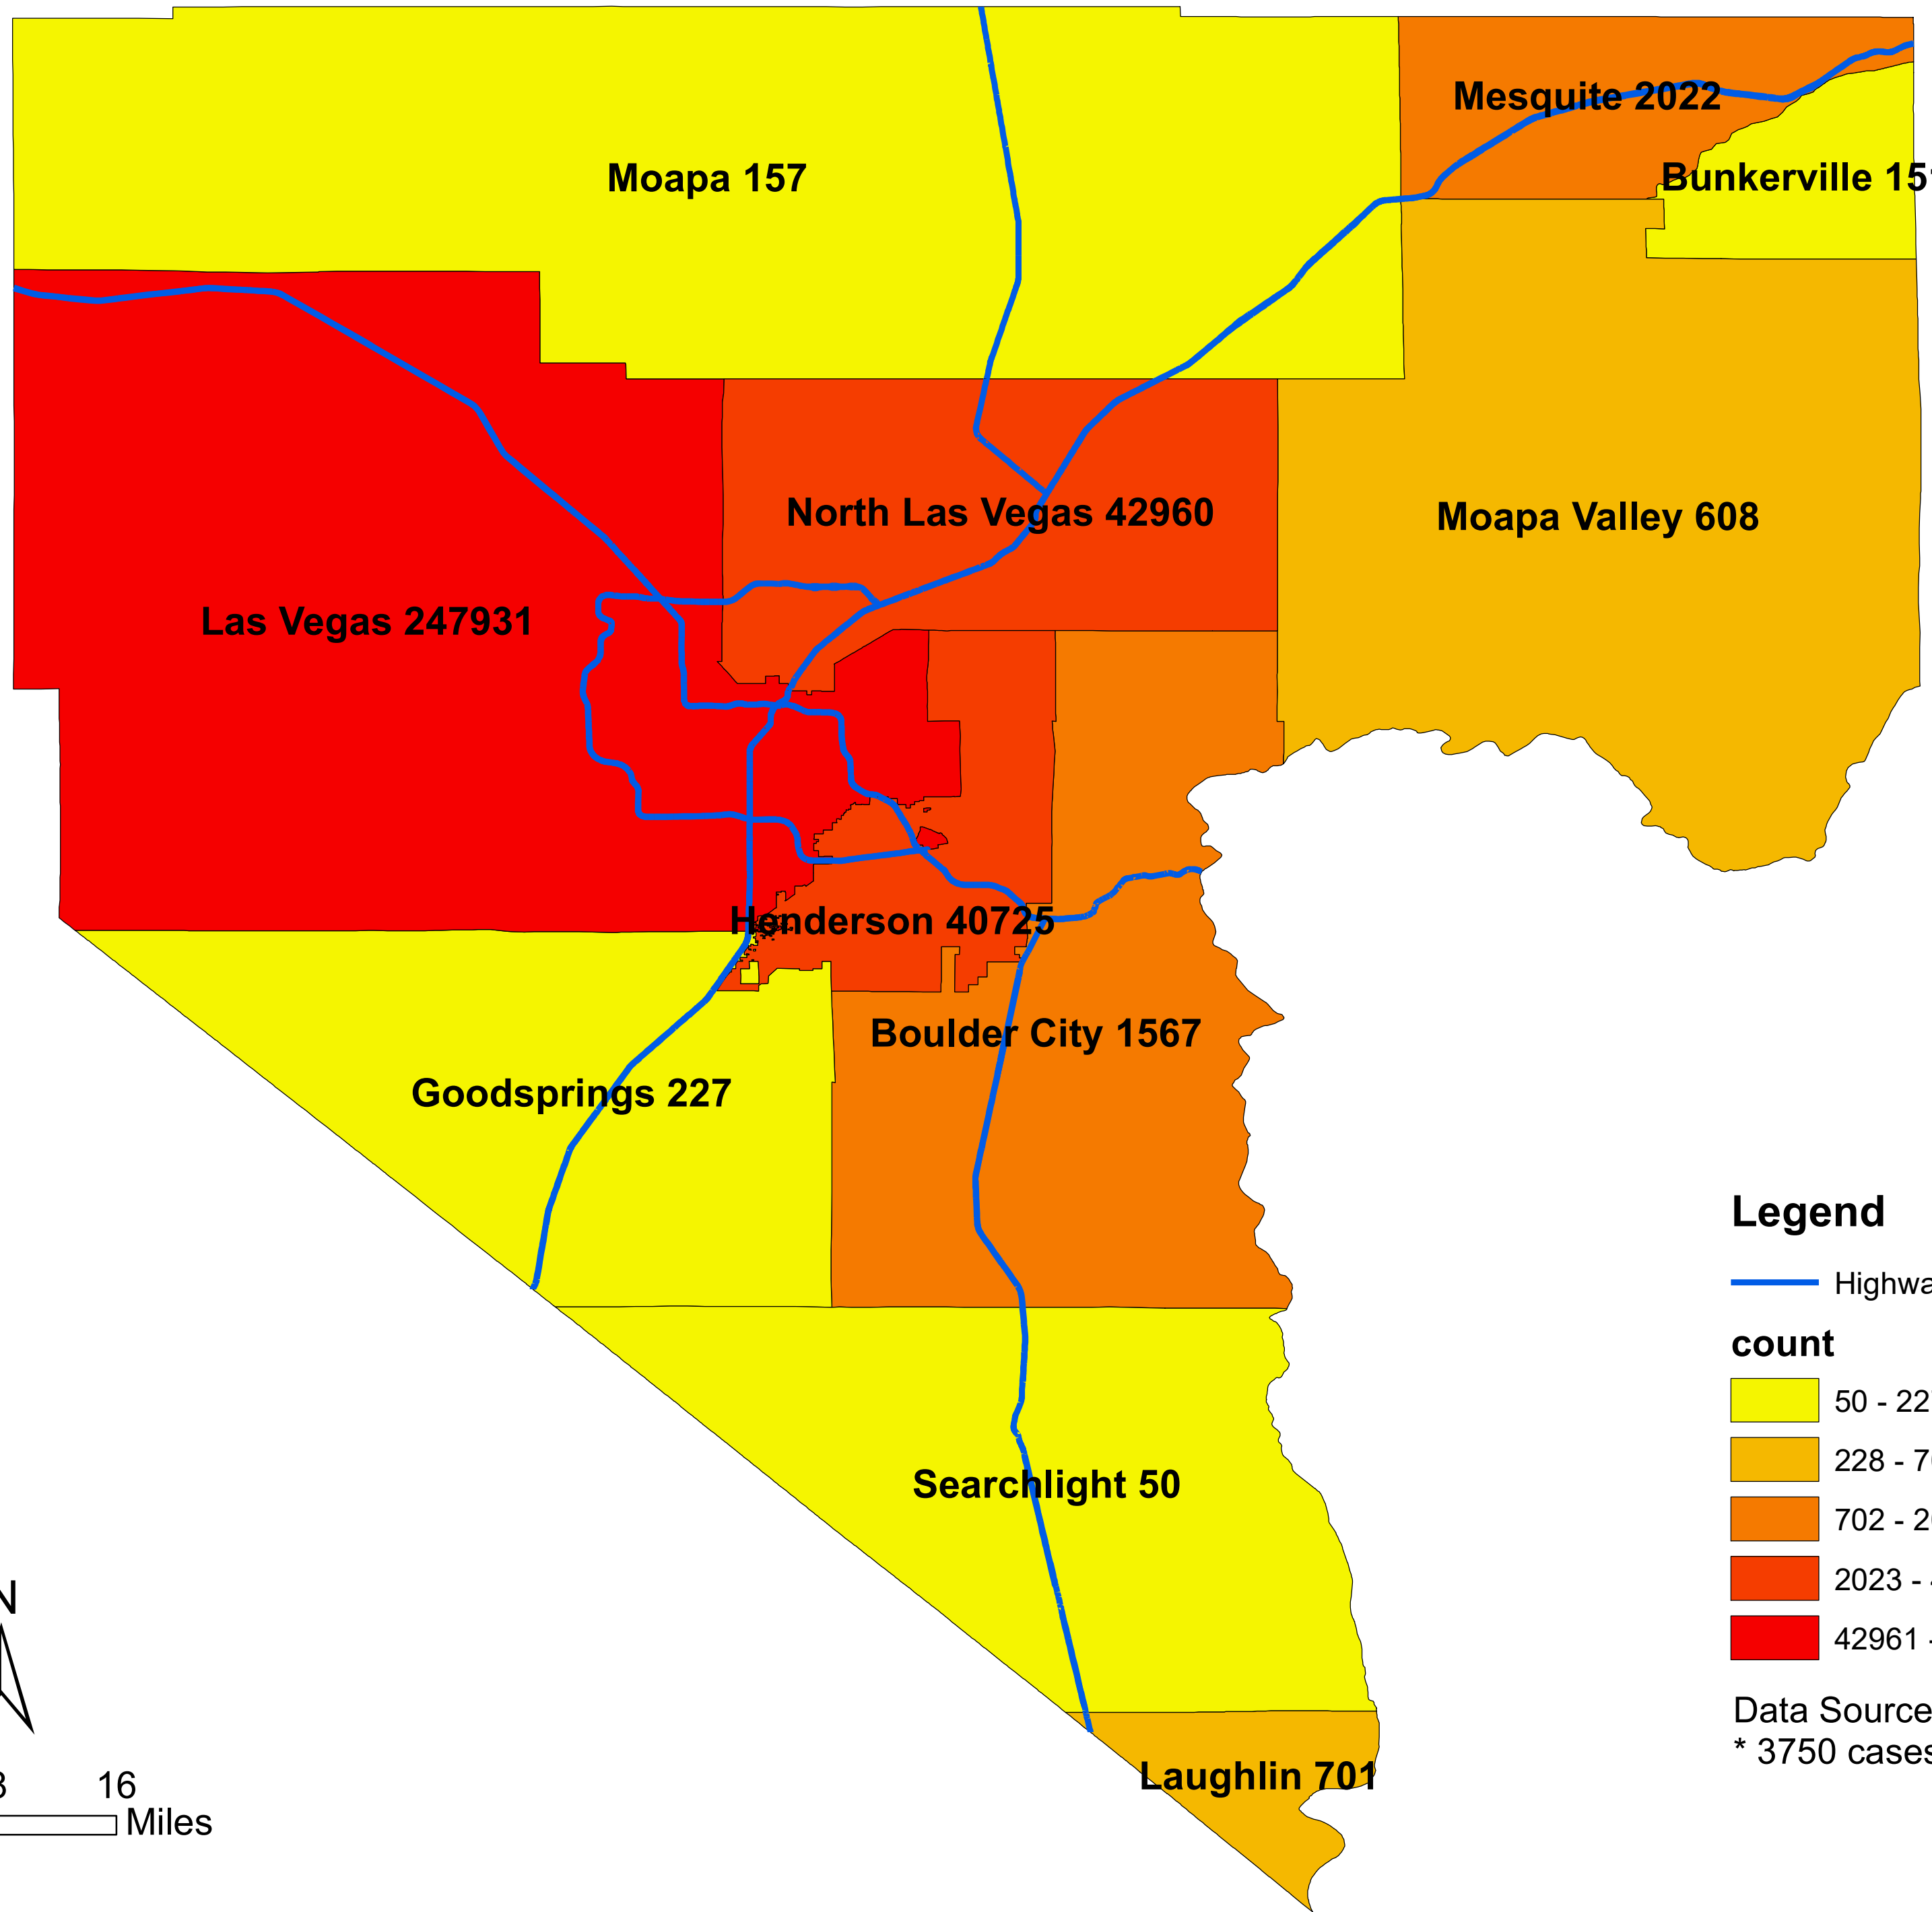 Mesquite 2022
Moapa 157
Bunkerville 15
North Las Vegas 42960
Moapa Valley 608
Las Vegas 247931
Henderson 40725
Boulder City 1567
Goodsprings 227
Legend
Highwa
count
50 - 22
228 - 7
702 - 2
Searchlight 50
2023 -
N
42961 -
Data Source
* 3750 cases
16
Laughlin 701
Miles